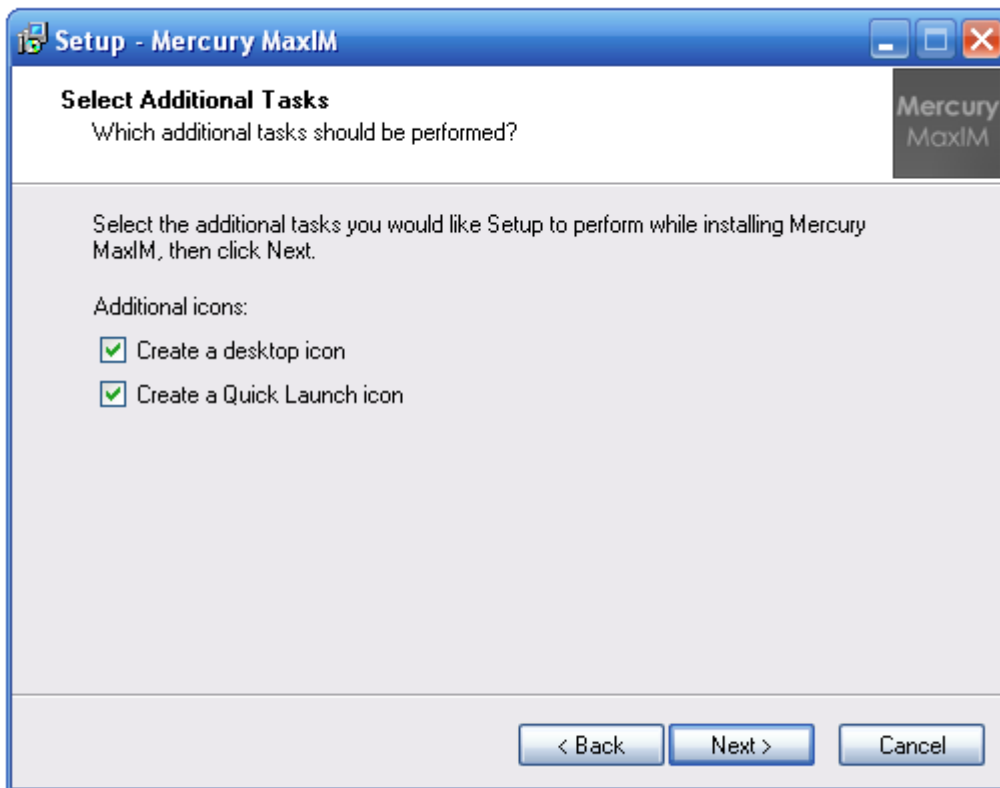 Setup - Mercury MaxIM
Select Additional Tasks
Which additional tasks should be performed?
Mercury
MaxIM
Select the additional tasks you would like Setup to perform while installing Mercury
MaxIM, then click Next.
Additional icons:
Create a desktop icon
Create a Quick Launch icon
< Back Next > Cancel